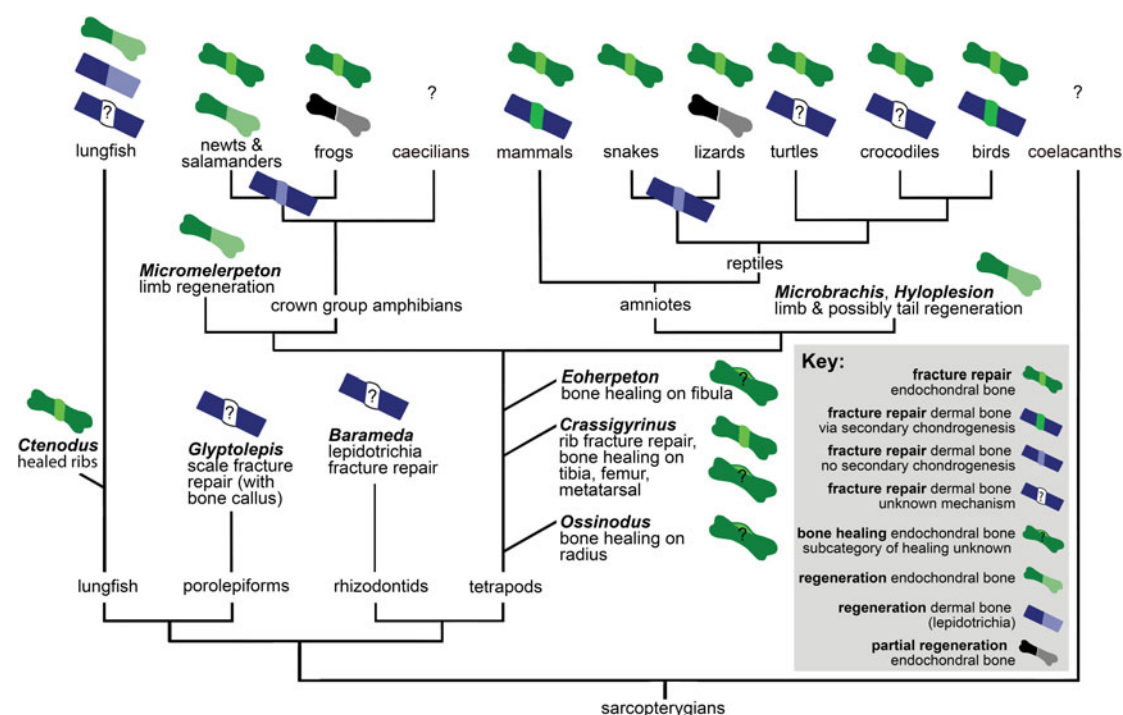 ?
?
?
?
?
lungfish
newts &
salamanders
frogs
caecilians
mammals
snakes
lizards
turtles
crocodiles
birds
coelacanths
reptiles
Micromelerpeton
limb regeneration
crown group amphibians
amniotes
Microbrachis, Hyloplesion
limb & possibly tail regeneration
Ctenodus
healed ribs
?
Glyptolepis
scale fracture
repair (with
bone callus)
?
Barameda
lepidotrichia
fracture repair
Eoherpeton
bone healing on fibula
?
Crassigyrinus
rib fracture repair,
bone healing on
tibia, femur,
metatarsal
?
Ossinodus
bone healing on
radius
?
Key:
fracture repair
endochondral bone
fracture repair dermal bone
via secondary chondrogenesis
fracture repair dermal bone
no secondary chondrogenesis
fracture repair dermal bone
unknown mechanism
?
bone healing endochondral bone
subcategory of healing unknown
?
regeneration endochondral bone
regeneration dermal bone
(lepidotrichia)
partial regeneration
endochondral bone
lungfish
porolepiforms
rhizodontids
tetrapods
sarcopterygians